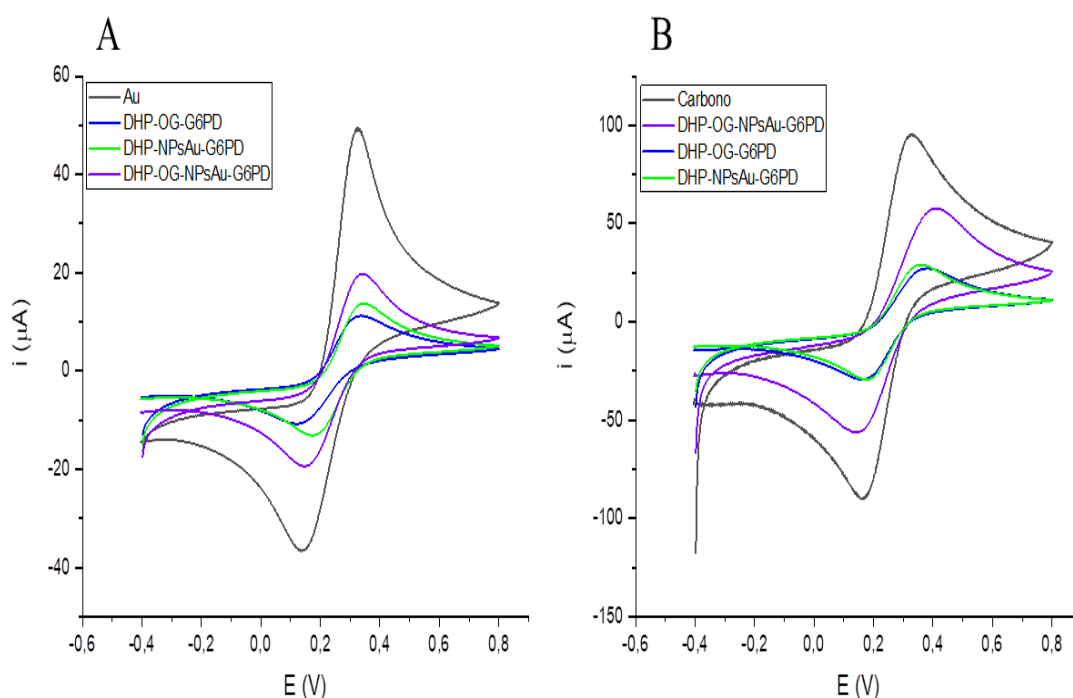 A
60
40
20
0
-20
-40
i (µA)
Au
DHP-OG-G6PD
DHP-NPsAu-G6PD
DHP-OG-NPsAu-G6PD
-0,6 -0,4 -0,2 0,0 0,2 0,4 0,6 0,8
E (V)
B
100
50
0
-50
-100
-150
i (µA)
Carbono
DHP-OG-NPsAu-G6PD
DHP-OG-G6PD
DHP-NPsAu-G6PD
-0,6 -0,4 -0,2 0,0 0,2 0,4 0,6 0,8
E (V)